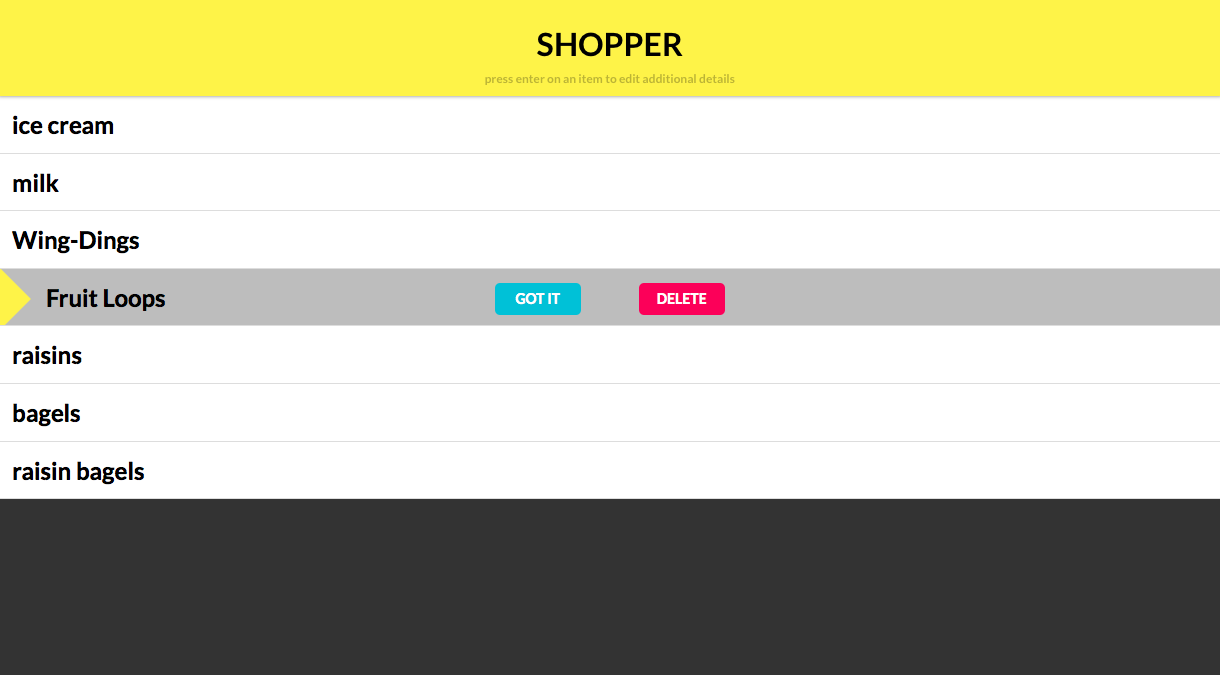 SHOPPER
press enter on an item to edit additional details
ice cream
milk
Wing-Dings
Fruit Loops GOT IT DELETE
raisins
bagels
raisin bagels